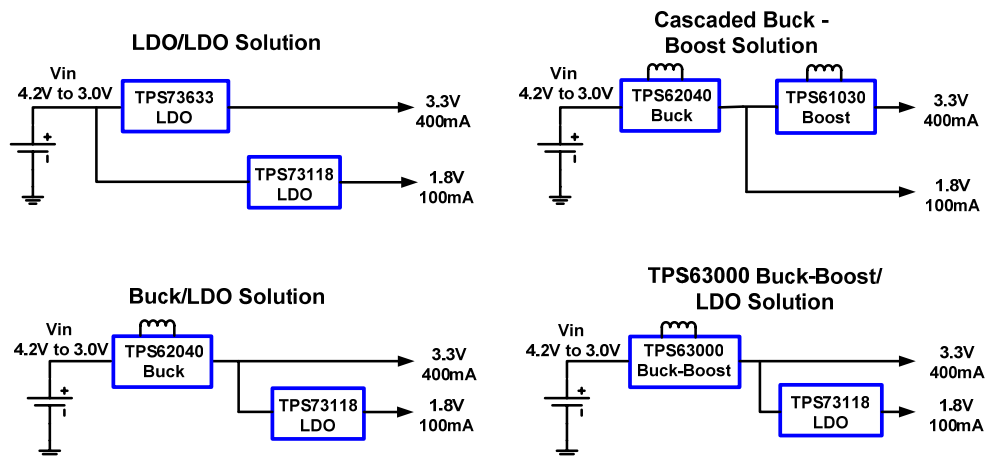 LDO/LDO Solution
Vin
4.2V to 3.0V
TPS73633
LDO
3.3V
400mA
TPS73118
LDO
1.8V
100mA
+
Cascaded Buck -
Boost Solution
Vin
4.2V to 3.0V
TPS62040
Buck
TPS61030
Boost
3.3V
400mA
+
1.8V
100mA
Buck/LDO Solution
Vin
4.2V to 3.0V
TPS62040
Buck
3.3V
400mA
+
TPS73118
LDO
1.8V
100mA
TPS63000 Buck-Boost/
LDO Solution
Vin
4.2V to 3.0V
TPS63000
Buck-Boost
3.3V
400mA
+
TPS73118
LDO
1.8V
100mA